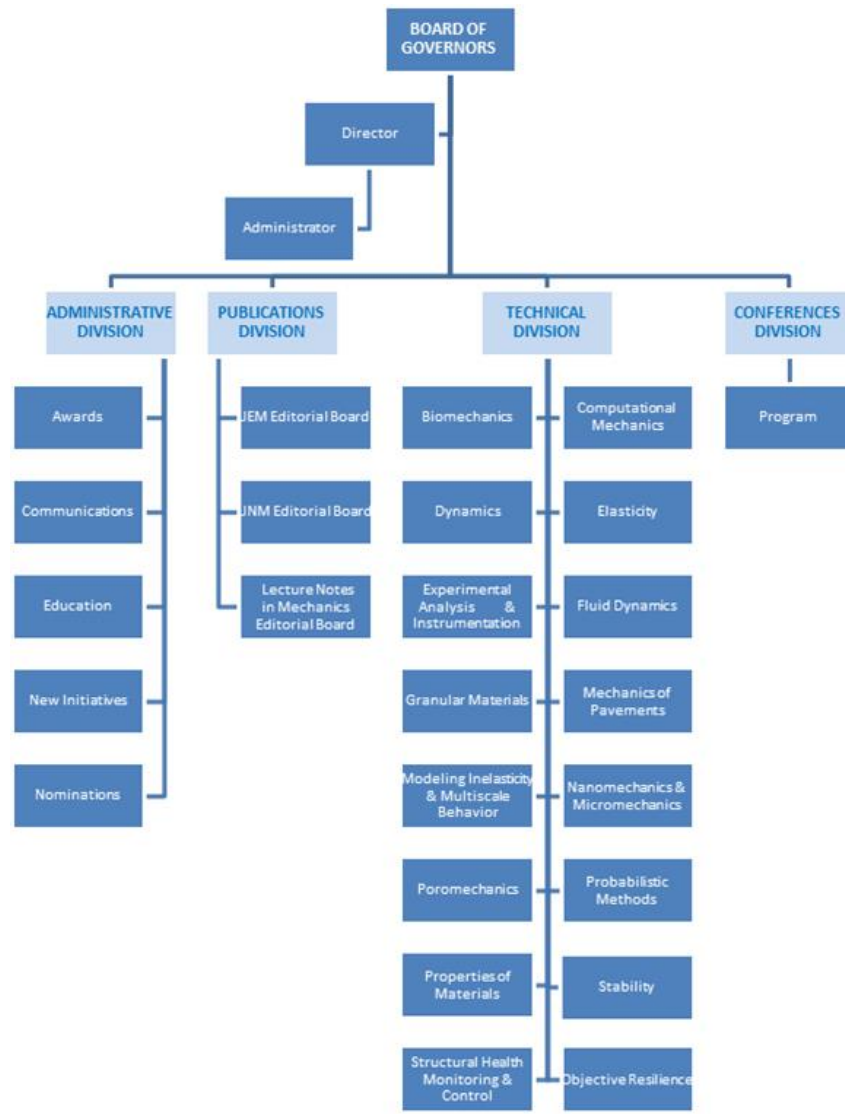 BOARD OF
GOVERNORS
Director
Administrator
ADMINISTRATIVE
DIVISION
PUBLICATIONS
DIVISION
TECHNICAL
DIVISION
CONFERENCES
DIVISION
Awards
Communications
Education
New Initiatives
Nominations
JEM Editorial Board
JNM Editorial Board
Lecture Notes
in Mechanics
Editorial Board
Biomechanics
Computational
Mechanics
Dynamics
Elasticity
Experimental
Analysis &
Instrumentation
Fluid Dynamics
Granular Materials
Mechanics of
Pavements
Modeling Inelasticity
& Multiscale
Behavior
Nanomechanics &
Micromechanics
Poromechanics
Probabilistic
Methods
Properties of
Materials
Stability
Structural Health
Monitoring &
Control
Objective Resilience
Program